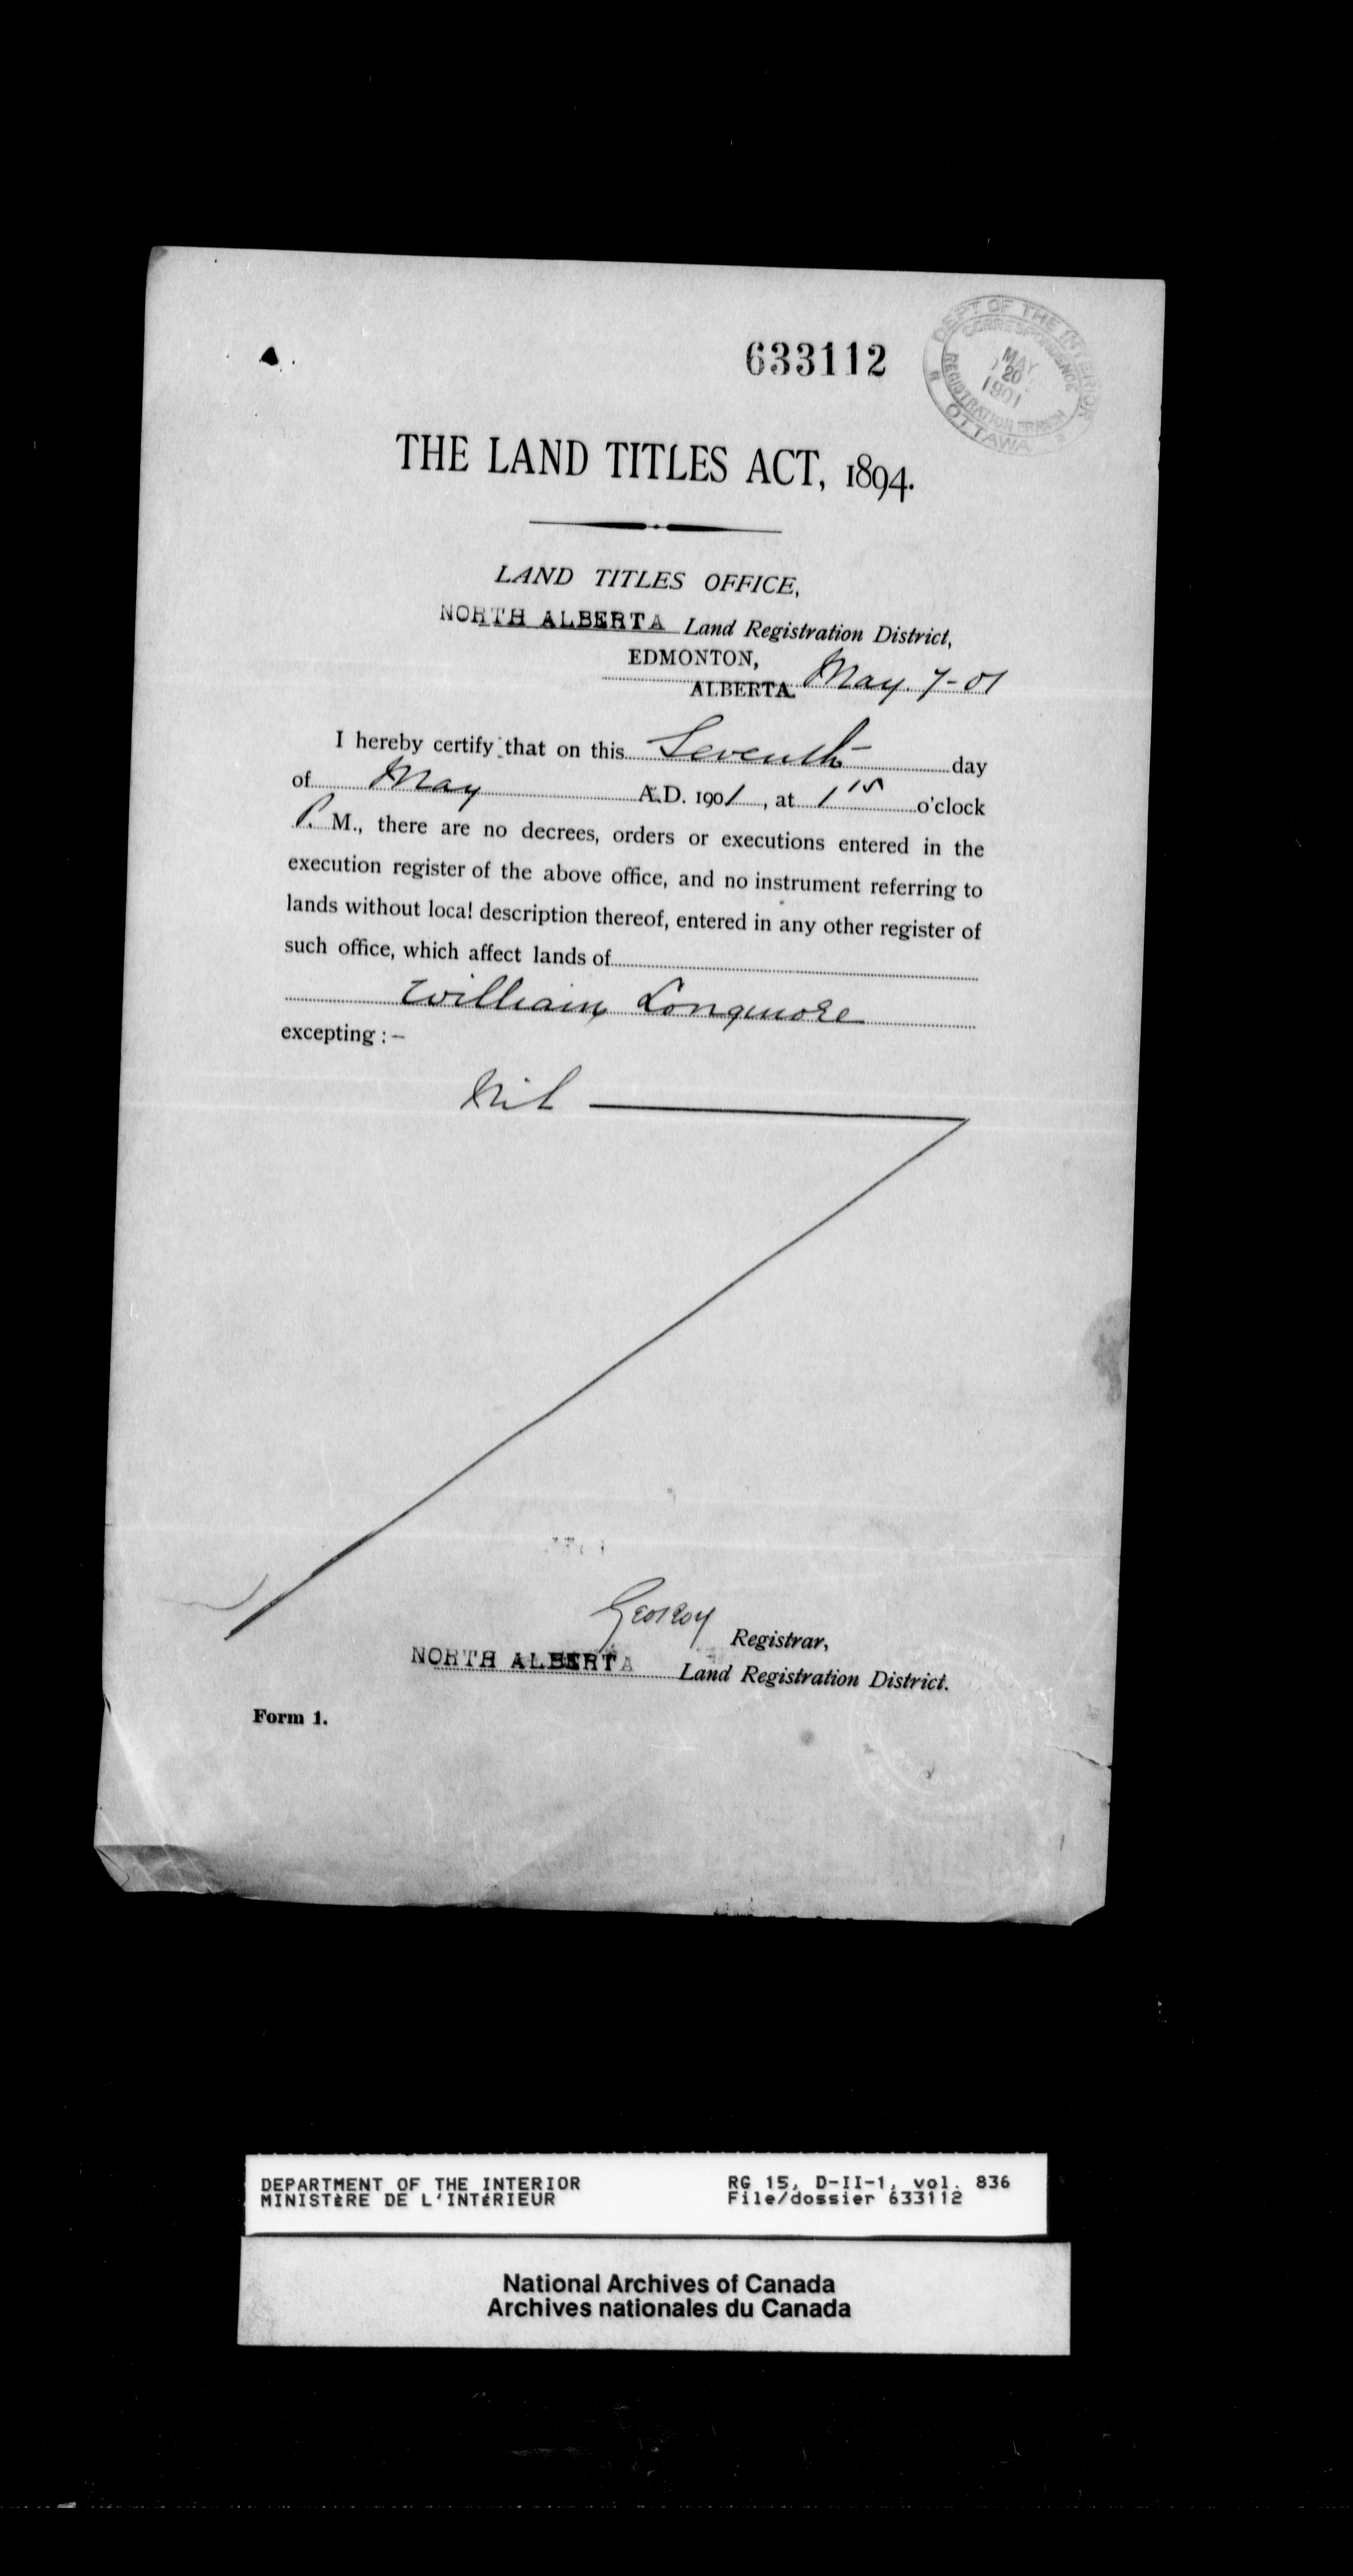 633112
DEPT OF THE INTERIOR
CORRESPONDENCE
MAY
20
1901
REGISTRATION BRANCH
OTTAWA
THE LAND TITLES ACT, 1894.
LAND TITLES OFFICE,
NORTH ALBERTA Land Registration District,
EDMONTON,
ALBERTA. May. 7-01
I hereby certify that on this Seventh day
of May A.D. 1901, at 1 15 o'clock
P. M., there are no decrees, orders or executions entered in the
execution register of the above office, and no instrument referring to
lands without local description thereof, entered in any other register of
such office, which affect lands of
William Longmore
excepting :—
Nil
Geo Roy
Registrar,
NORTH ALBERTA Land Registration District.
Form 1.
DEPARTMENT OF THE INTERIOR RG 15, D-II-1, vol. 836
MINISTÈRE DE L'INTÉRIEUR File/dossier 633112
National Archives of Canada
Archives nationales du Canada